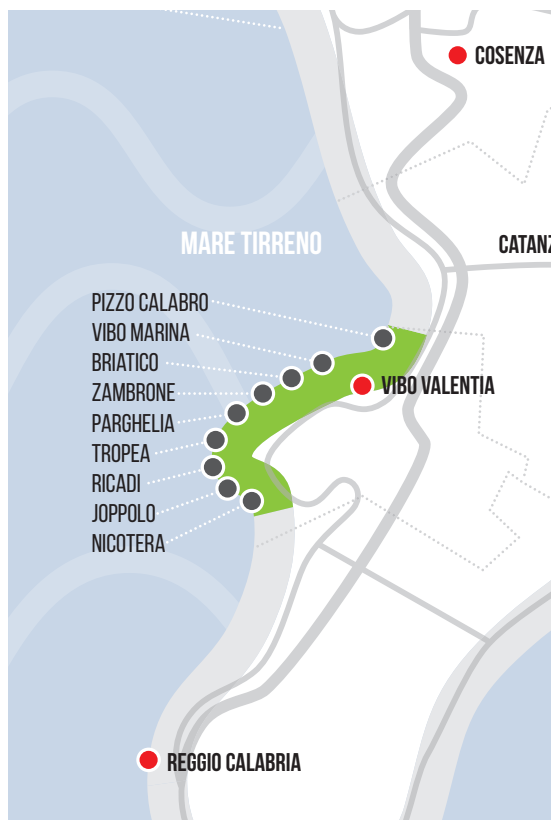 COSENZA
MARE TIRRENO
CATANZ
PIZZO CALABRO
VIBO MARINA
BRIATICO
ZAMBRONE
VIBO VALENTIA
PARGHELIA
TROPEA
RICADI
JOPPOLO
NICOTERA
REGGIO CALABRIA